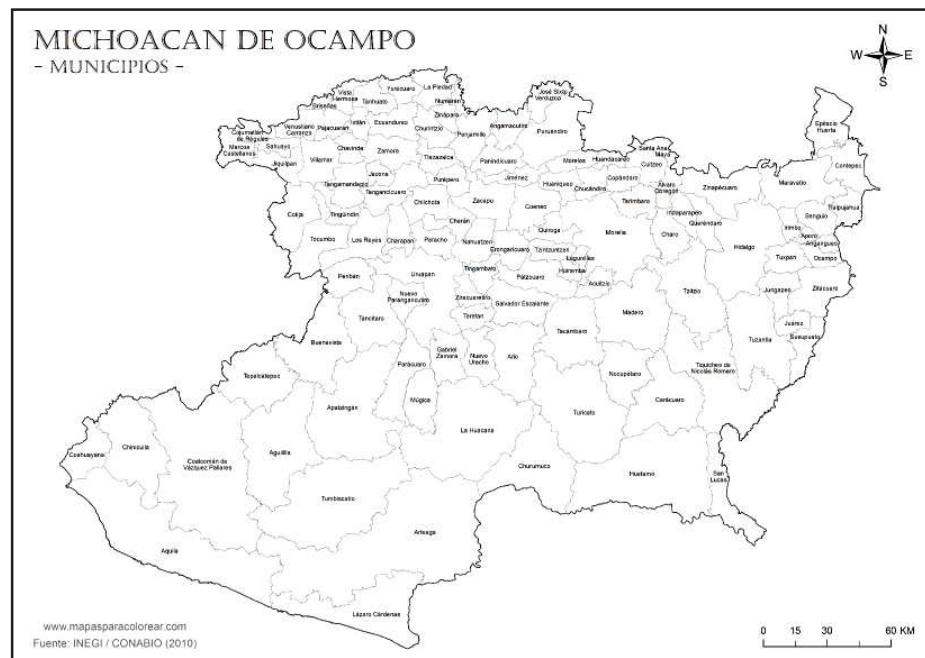 MICHOACAN DE OCAMPO
- MUNICIPIOS -
N
W
E
S
La Piedad
Yurécuaro
Vista
Hermosa
Tanhuato
Numarán
José Sixto
Verduzco
Briseñas
Zináparo
Epitacio
Huerta
Ixtlán
Ecuandureo
Angamacutiro
Venustiano
Carranza
Pajacuarán
Churintzio
Penjamillo
Puruándiro
Cojumatlán
de Régules
Marcos
Castellanos
Sahuayo
Chavinda
Zamora
Santa Ana
Maya
Jiquilpan
Villamar
Tlazazalca
Panindícuaro
Morelos
Huandacareo
Cuitzeo
Contepec
Jacona
Purépero
Jiménez
Huaniqueo
Copándaro
Chucándiro
Álvaro
Obregón
Zinapécuaro
Maravatío
Tangamandapio
Tangancícuaro
Chilchota
Zacapu
Coeneo
Tarímbaro
Indaparapeo
Queréndaro
Tlalpujahua
Senguio
Cotija
Tingüindín
Cherán
Quiroga
Morelia
Charo
Irimbo
Aporo
Angangueo
Tocumbo
Los Reyes
Charapan
Paracho
Nahuatzen
Erongarícuaro
Tzintzuntzan
Lagunillas
Hidalgo
Tuxpan
Ocampo
Peribán
Uruapan
Tingambato
Pátzcuaro
Huiramba
Acuitzio
Tzitzio
Jungapeo
Zitácuaro
Nuevo
Parangaricutiro
Ziracuaretiro
Salvador Escalante
Madero
Tancítaro
Taretan
Tacámbaro
Juárez
Susupuato
Buenavista
Gabriel
Zamora
Nuevo
Urecho
Ario
Tuzantla
Parácuaro
Tiquicheo de
Nicolás Romero
Tepalcatepec
Nocupétaro
Apatzingán
Múgica
Turicato
Carácuaro
La Huacana
Chinicuila
Coahuayana
Coalcomán de
Vázquez Pallares
Aguililla
Churumuco
Huetamo
San
Lucas
Tumbiscatío
Arteaga
Aquila
Lázaro Cárdenas
www.mapasparacolorear.com
Fuente: INEGI / CONABIO (2010)
0 15 30 60 KM